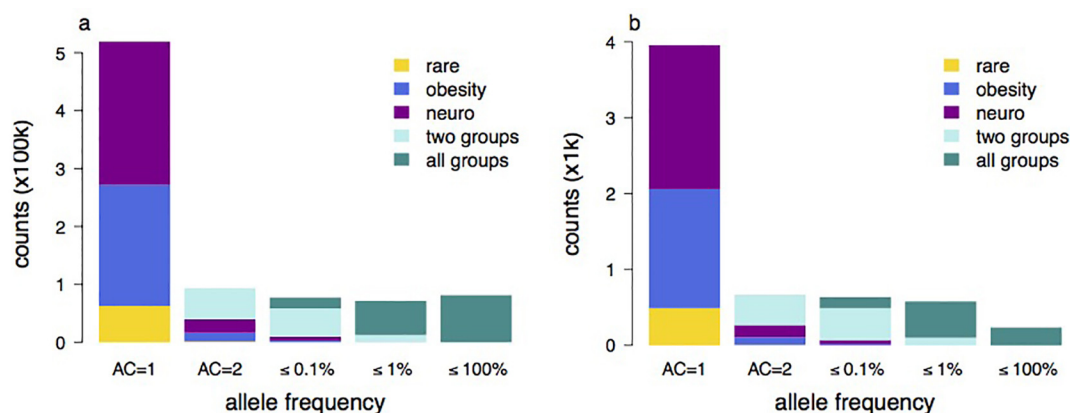 a
counts (x100k)
5
4
3
2
1
0
rare
obesity
neuro
two groups
all groups
AC=1 AC=2 ≤ 0.1% ≤ 1% ≤ 100%
allele frequency
b
counts (x1k)
4
3
2
1
0
rare
obesity
neuro
two groups
all groups
AC=1 AC=2 ≤ 0.1% ≤ 1% ≤ 100%
allele frequency